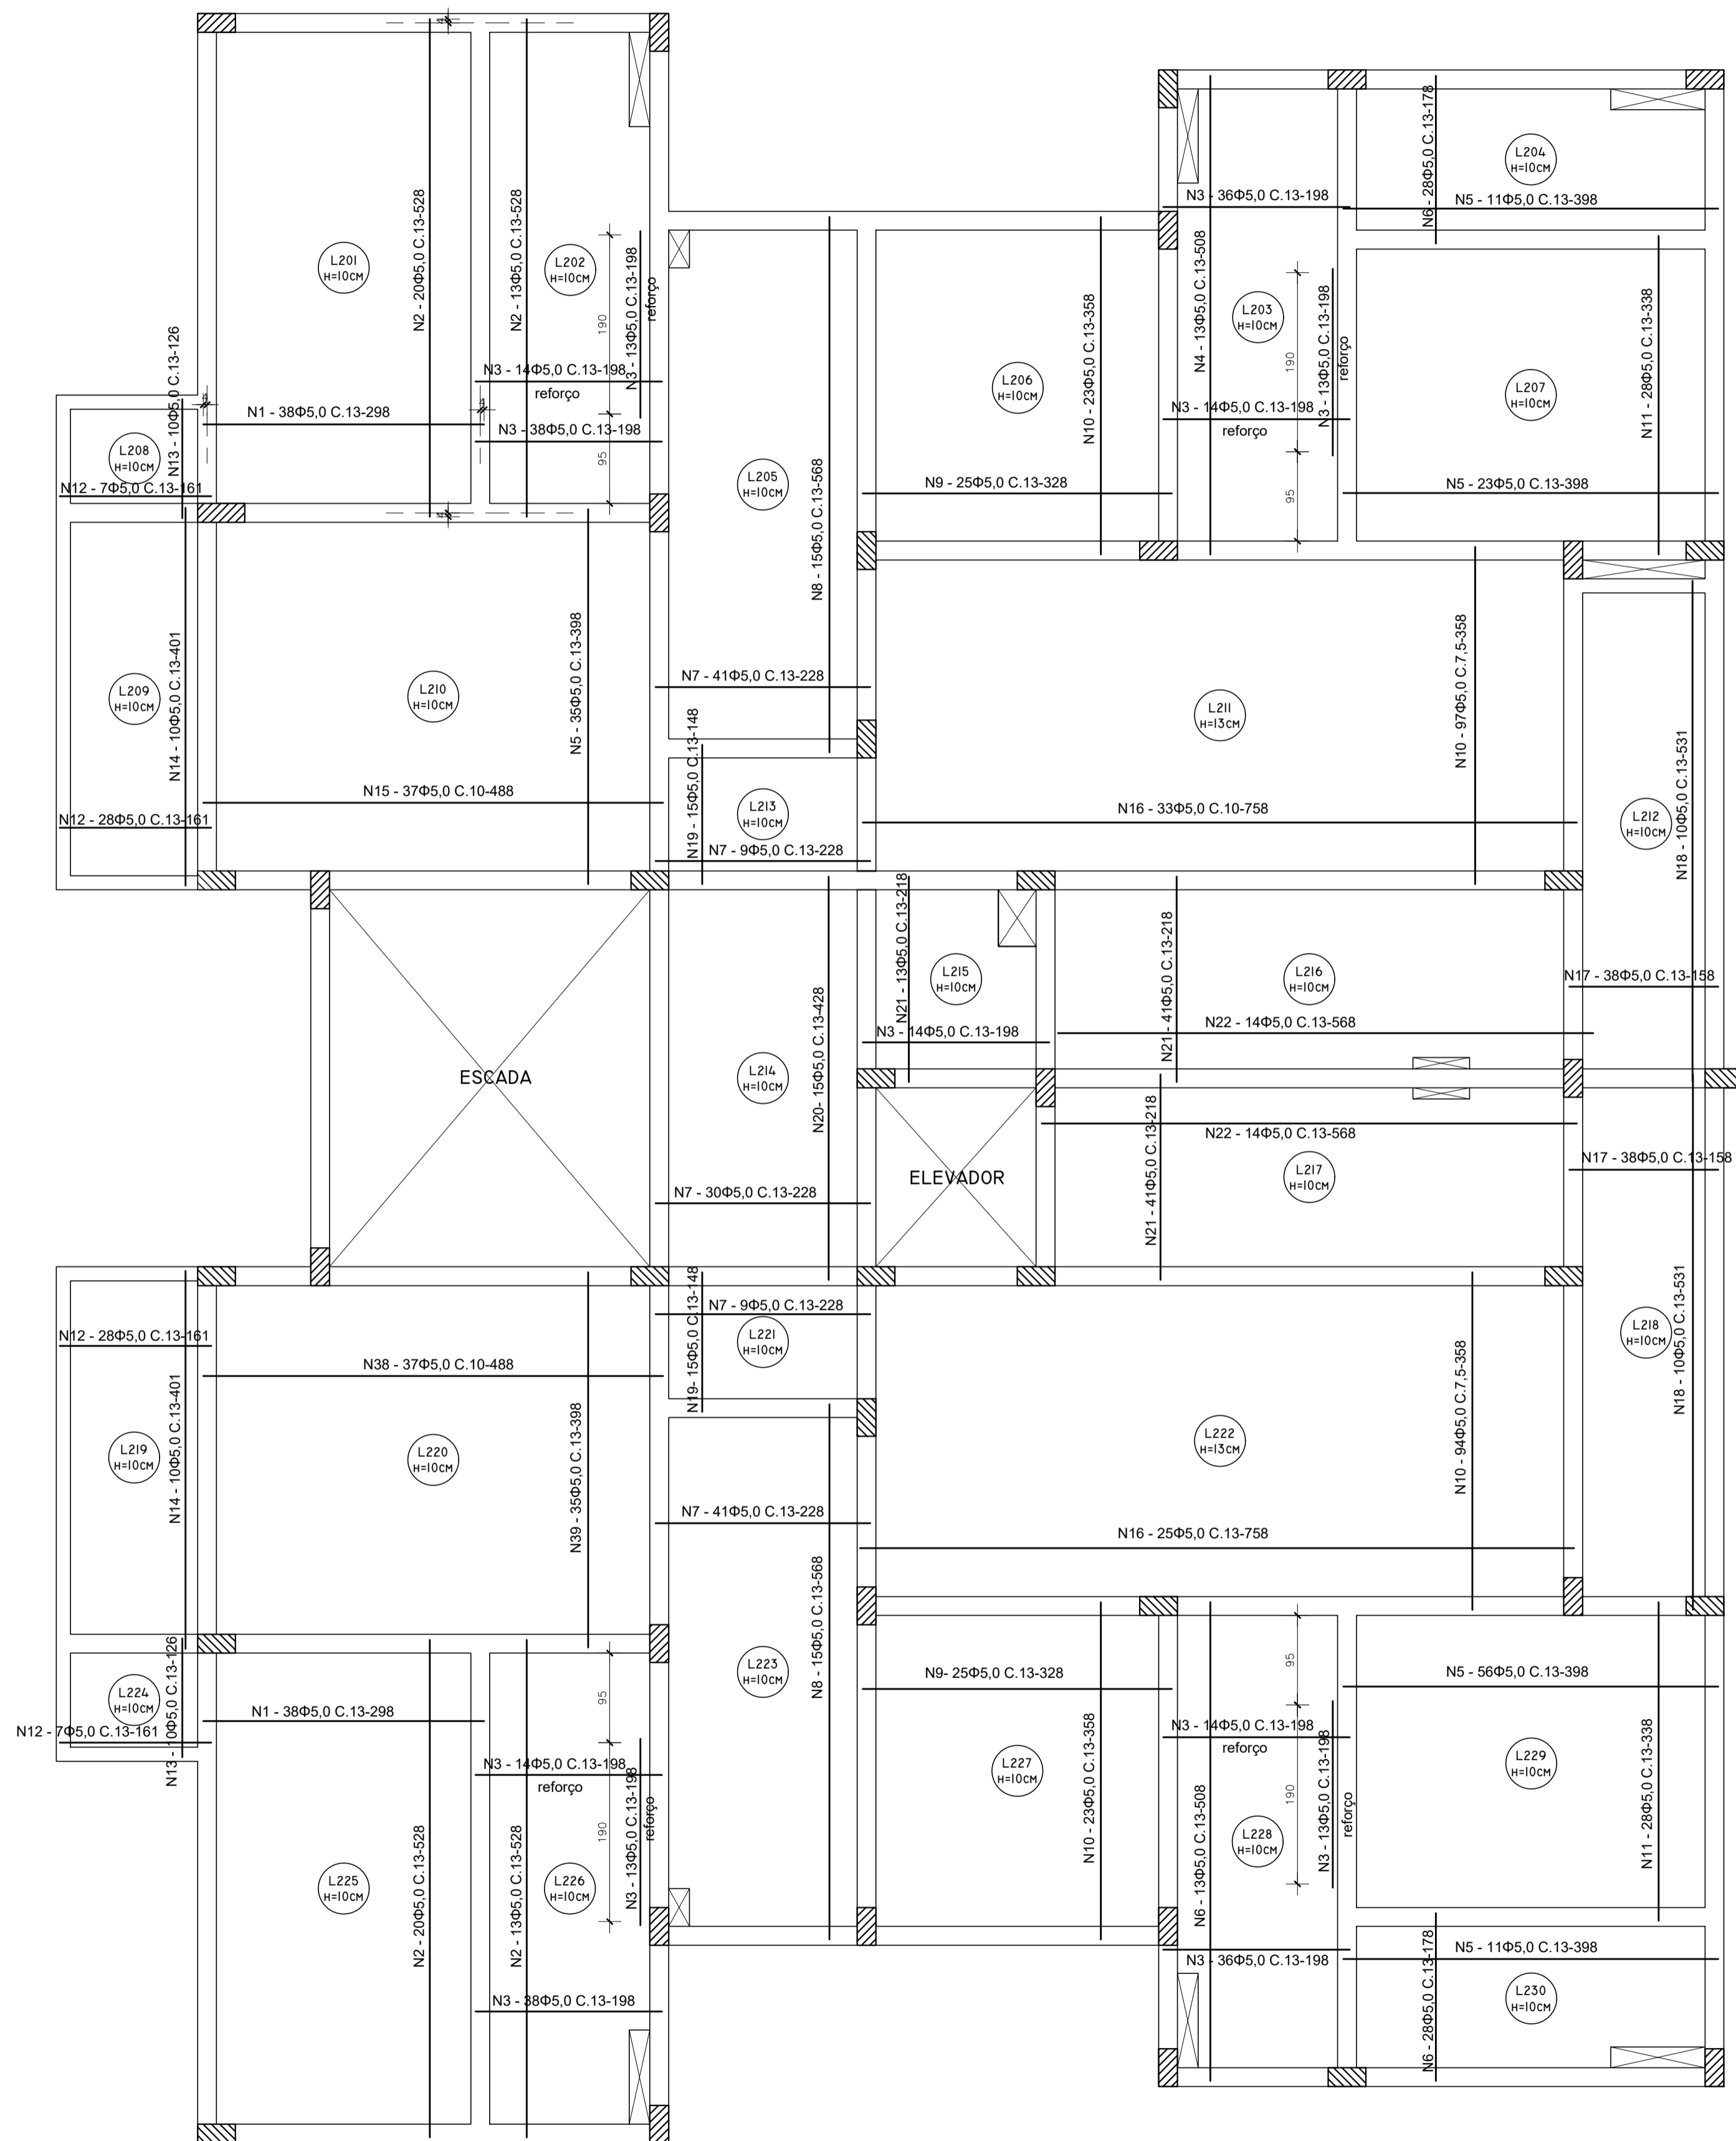 4
N2 - 20Φ5,0 C.13-528
N2 - 13Φ5,0 C.13-528
L201
H=10CM
L202
H=10CM
190
N3 - 13Φ5,0 C.13-198
reforço
N3 - 14Φ5,0 C.13-198
reforço
4
4
N1 - 38Φ5,0 C.13-298
N3 - 38Φ5,0 C.13-198
95
4
N6 - 28Φ5,0 C.13-178
L204
H=10CM
N3 - 36Φ5,0 C.13-198
N5 - 11Φ5,0 C.13-398
N4 - 13Φ5,0 C.13-508
L203
H=10CM
190
N3 - 13Φ5,0 C.13-198
reforço
N3 - 14Φ5,0 C.13-198
reforço
95
N11 - 28Φ5,0 C.13-338
L207
H=10CM
N5 - 23Φ5,0 C.13-398
N10 - 23Φ5,0 C.13-358
L206
H=10CM
N9 - 25Φ5,0 C.13-328
L205
H=10CM
N8 - 15Φ5,0 C.13-568
N7 - 41Φ5,0 C.13-228
N13 - 10Φ5,0 C.13-126
L208
H=10CM
N12 - 7Φ5,0 C.13-161
L209
H=10CM
N14 - 10Φ5,0 C.13-401
N12 - 28Φ5,0 C.13-161
L210
H=10CM
N5 - 35Φ5,0 C.13-398
N15 - 37Φ5,0 C.10-488
N19 - 15Φ5,0 C.13-148
L213
H=10CM
N7 - 9Φ5,0 C.13-228
L211
H=13CM
N10 - 97Φ5,0 C.7,5-358
N16 - 33Φ5,0 C.10-758
L212
H=10CM
N18 - 10Φ5,0 C.13-531
N17 - 38Φ5,0 C.13-158
ESCADA
L214
H=10CM
N20- 15Φ5,0 C.13-428
N7 - 30Φ5,0 C.13-228
N21 - 13Φ5,0 C.13-218
L215
H=10CM
N3 - 14Φ5,0 C.13-198
N21 - 41Φ5,0 C.13-218
L216
H=10CM
N22 - 14Φ5,0 C.13-568
ELEVADOR
N21 - 41Φ5,0 C.13-218
N22 - 14Φ5,0 C.13-568
L217
H=10CM
N17 - 38Φ5,0 C.13-158
L218
H=10CM
N18 - 10Φ5,0 C.13-531
N12 - 28Φ5,0 C.13-161
N14 - 10Φ5,0 C.13-401
L219
H=10CM
N38 - 37Φ5,0 C.10-488
N39 - 35Φ5,0 C.13-398
L220
H=10CM
N19- 15Φ5,0 C.13-148
N7 - 9Φ5,0 C.13-228
L221
H=10CM
N10 - 94Φ5,0 C.7,5-358
L222
H=13CM
N16 - 25Φ5,0 C.13-758
N7 - 41Φ5,0 C.13-228
N8 - 15Φ5,0 C.13-568
L223
H=10CM
N13 - 10Φ5,0 C.13-126
L224
H=10CM
N12 - 7Φ5,0 C.13-161
N1 - 38Φ5,0 C.13-298
N2 - 20Φ5,0 C.13-528
L225
H=10CM
N2 - 13Φ5,0 C.13-528
95
N3 - 14Φ5,0 C.13-198
reforço
190
N3 - 13Φ5,0 C.13-198
reforço
L226
H=10CM
N3 - 38Φ5,0 C.13-198
N9- 25Φ5,0 C.13-328
N10 - 23Φ5,0 C.13-358
L227
H=10CM
95
N3 - 14Φ5,0 C.13-198
reforço
190
N3 - 13Φ5,0 C.13-198
reforço
N6 - 13Φ5,0 C.13-508
L228
H=10CM
N3 - 36Φ5,0 C.13-198
N5 - 56Φ5,0 C.13-398
L229
H=10CM
N11 - 28Φ5,0 C.13-338
N5 - 11Φ5,0 C.13-398
N6 - 28Φ5,0 C.13-178
L230
H=10CM